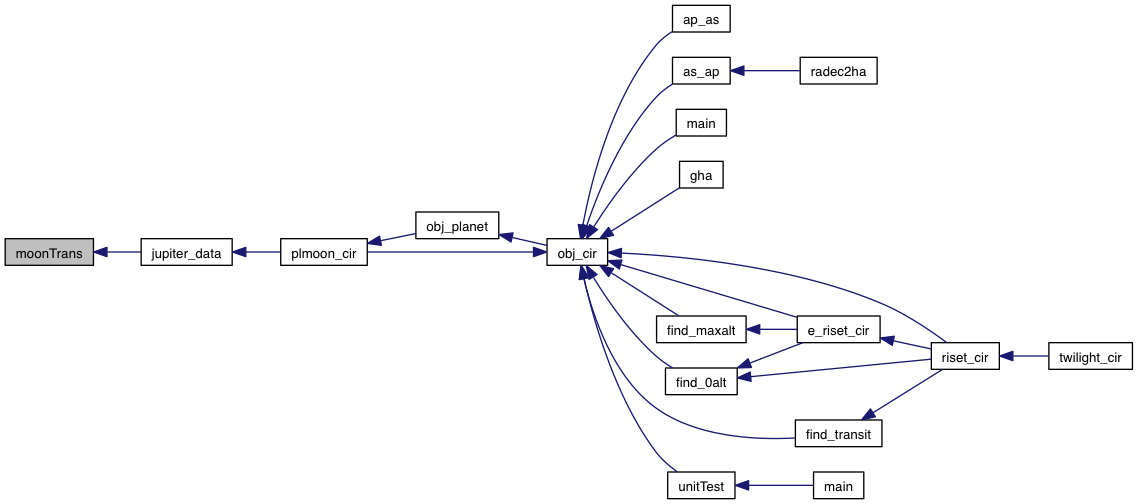 ap_as
as_ap
radec2ha
main
gha
obj_planet
moonTrans
jupiter_data
plmoon_cir
obj_cir
find_maxalt
e_riset_cir
riset_cir
twilight_cir
find_0alt
find_transit
unitTest
main